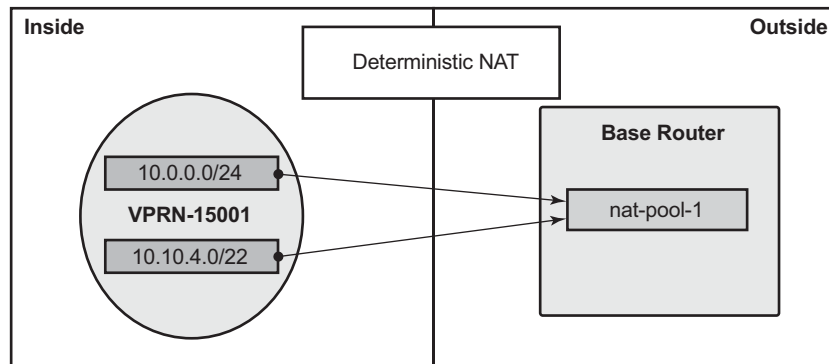 Inside
Outside
Deterministic NAT
Base Router
10.0.0.0/24
nat-pool-1
VPRN-15001
10.10.4.0/22